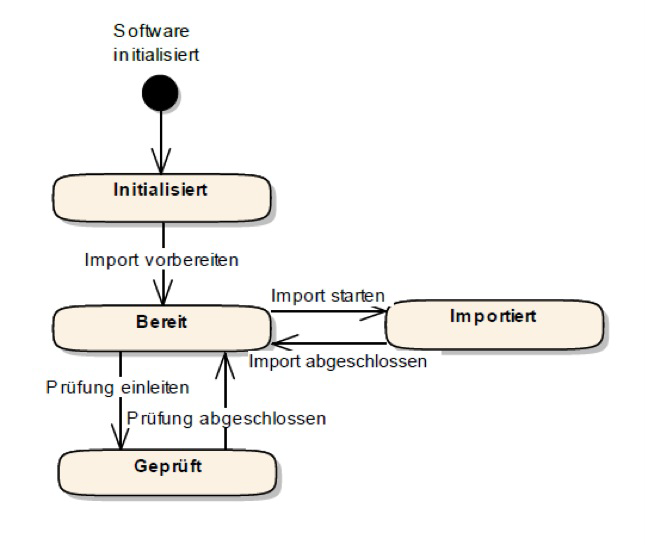 Software
initialisiert
Initialisiert
Import vorbereiten
Import starten
Bereit
Importiert
Import abgeschlossen
Prüfung einleiten
Prüfung abgeschlossen
Geprüft